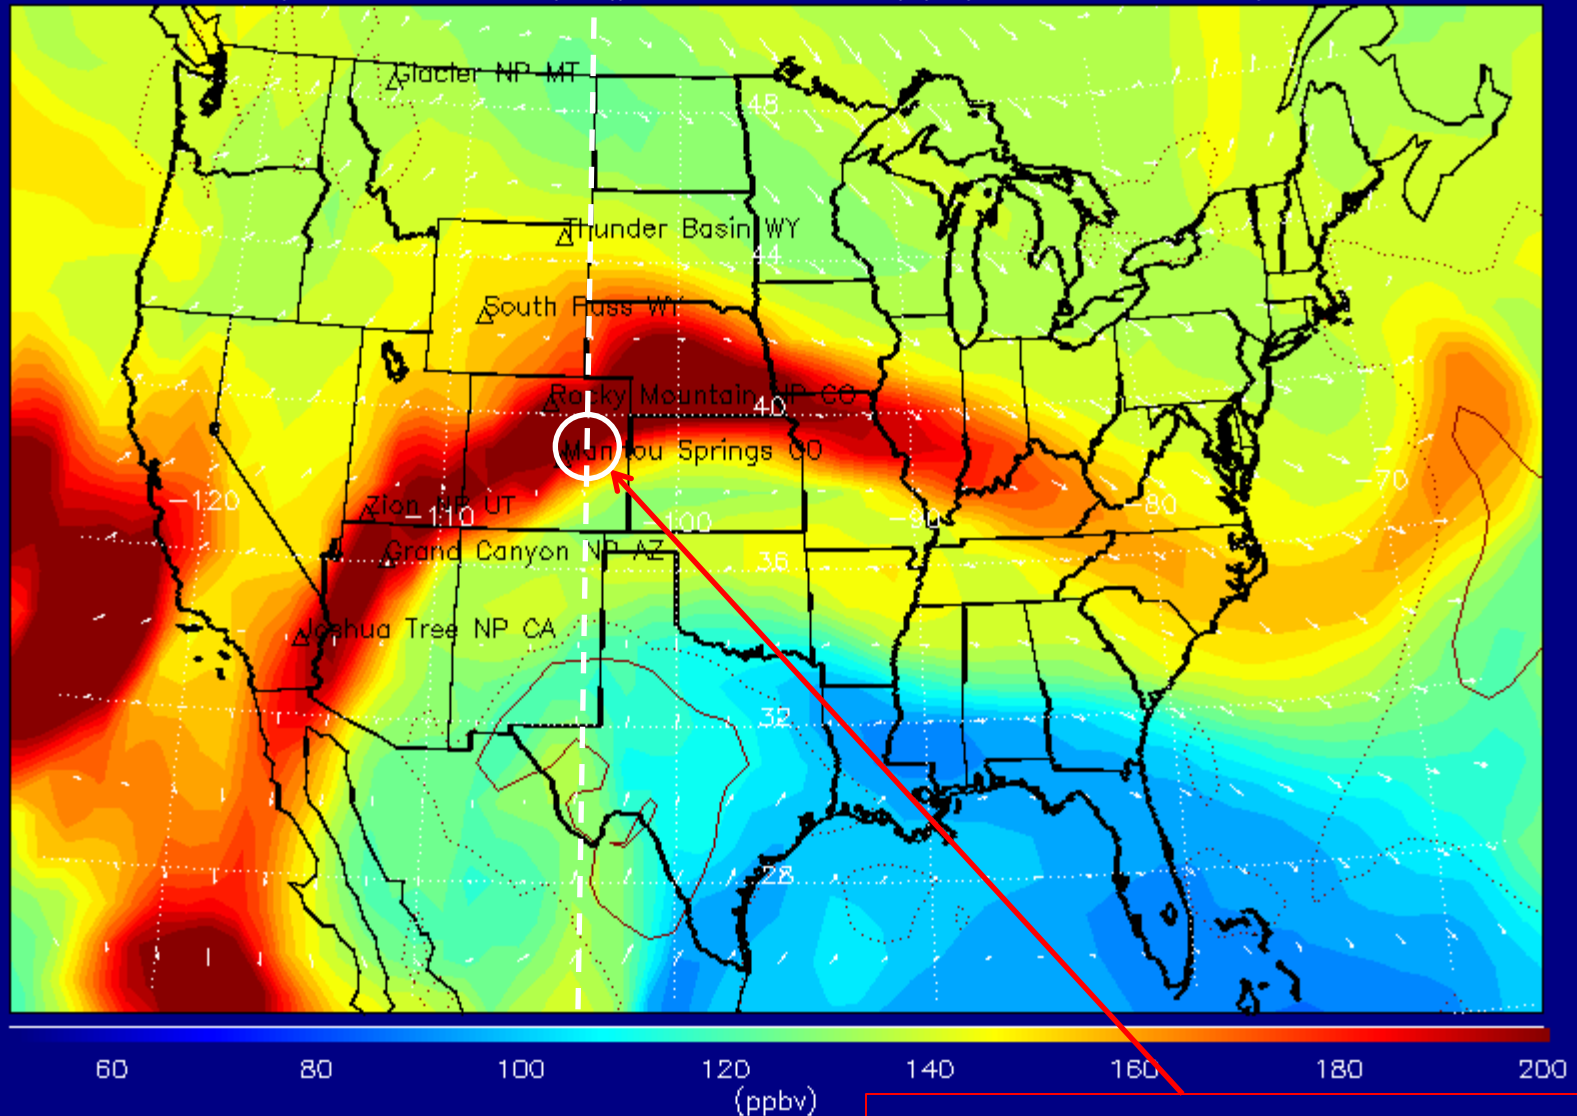 Glacier NP MT
48
Thunder Basin WY
44
South Pass WY
Rocky Mountain NP CO
40
Manitou Springs CO
-120
Zion NP UT
-110
-100
-90
-80
-70
Grand Canyon NP AZ
36
Joshua Tree NP CA
32
28
60 80 100 120 140 160 180 200
(ppbv)